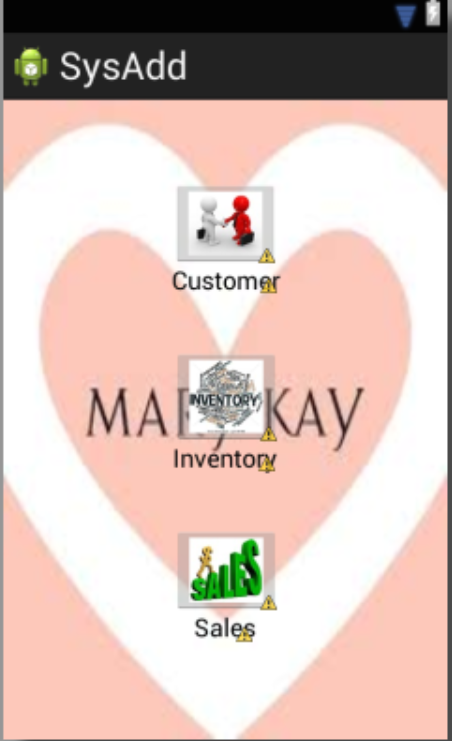 SysAdd
Customer
INVENTORY
MARY KAY
Inventory
SALES
Sales